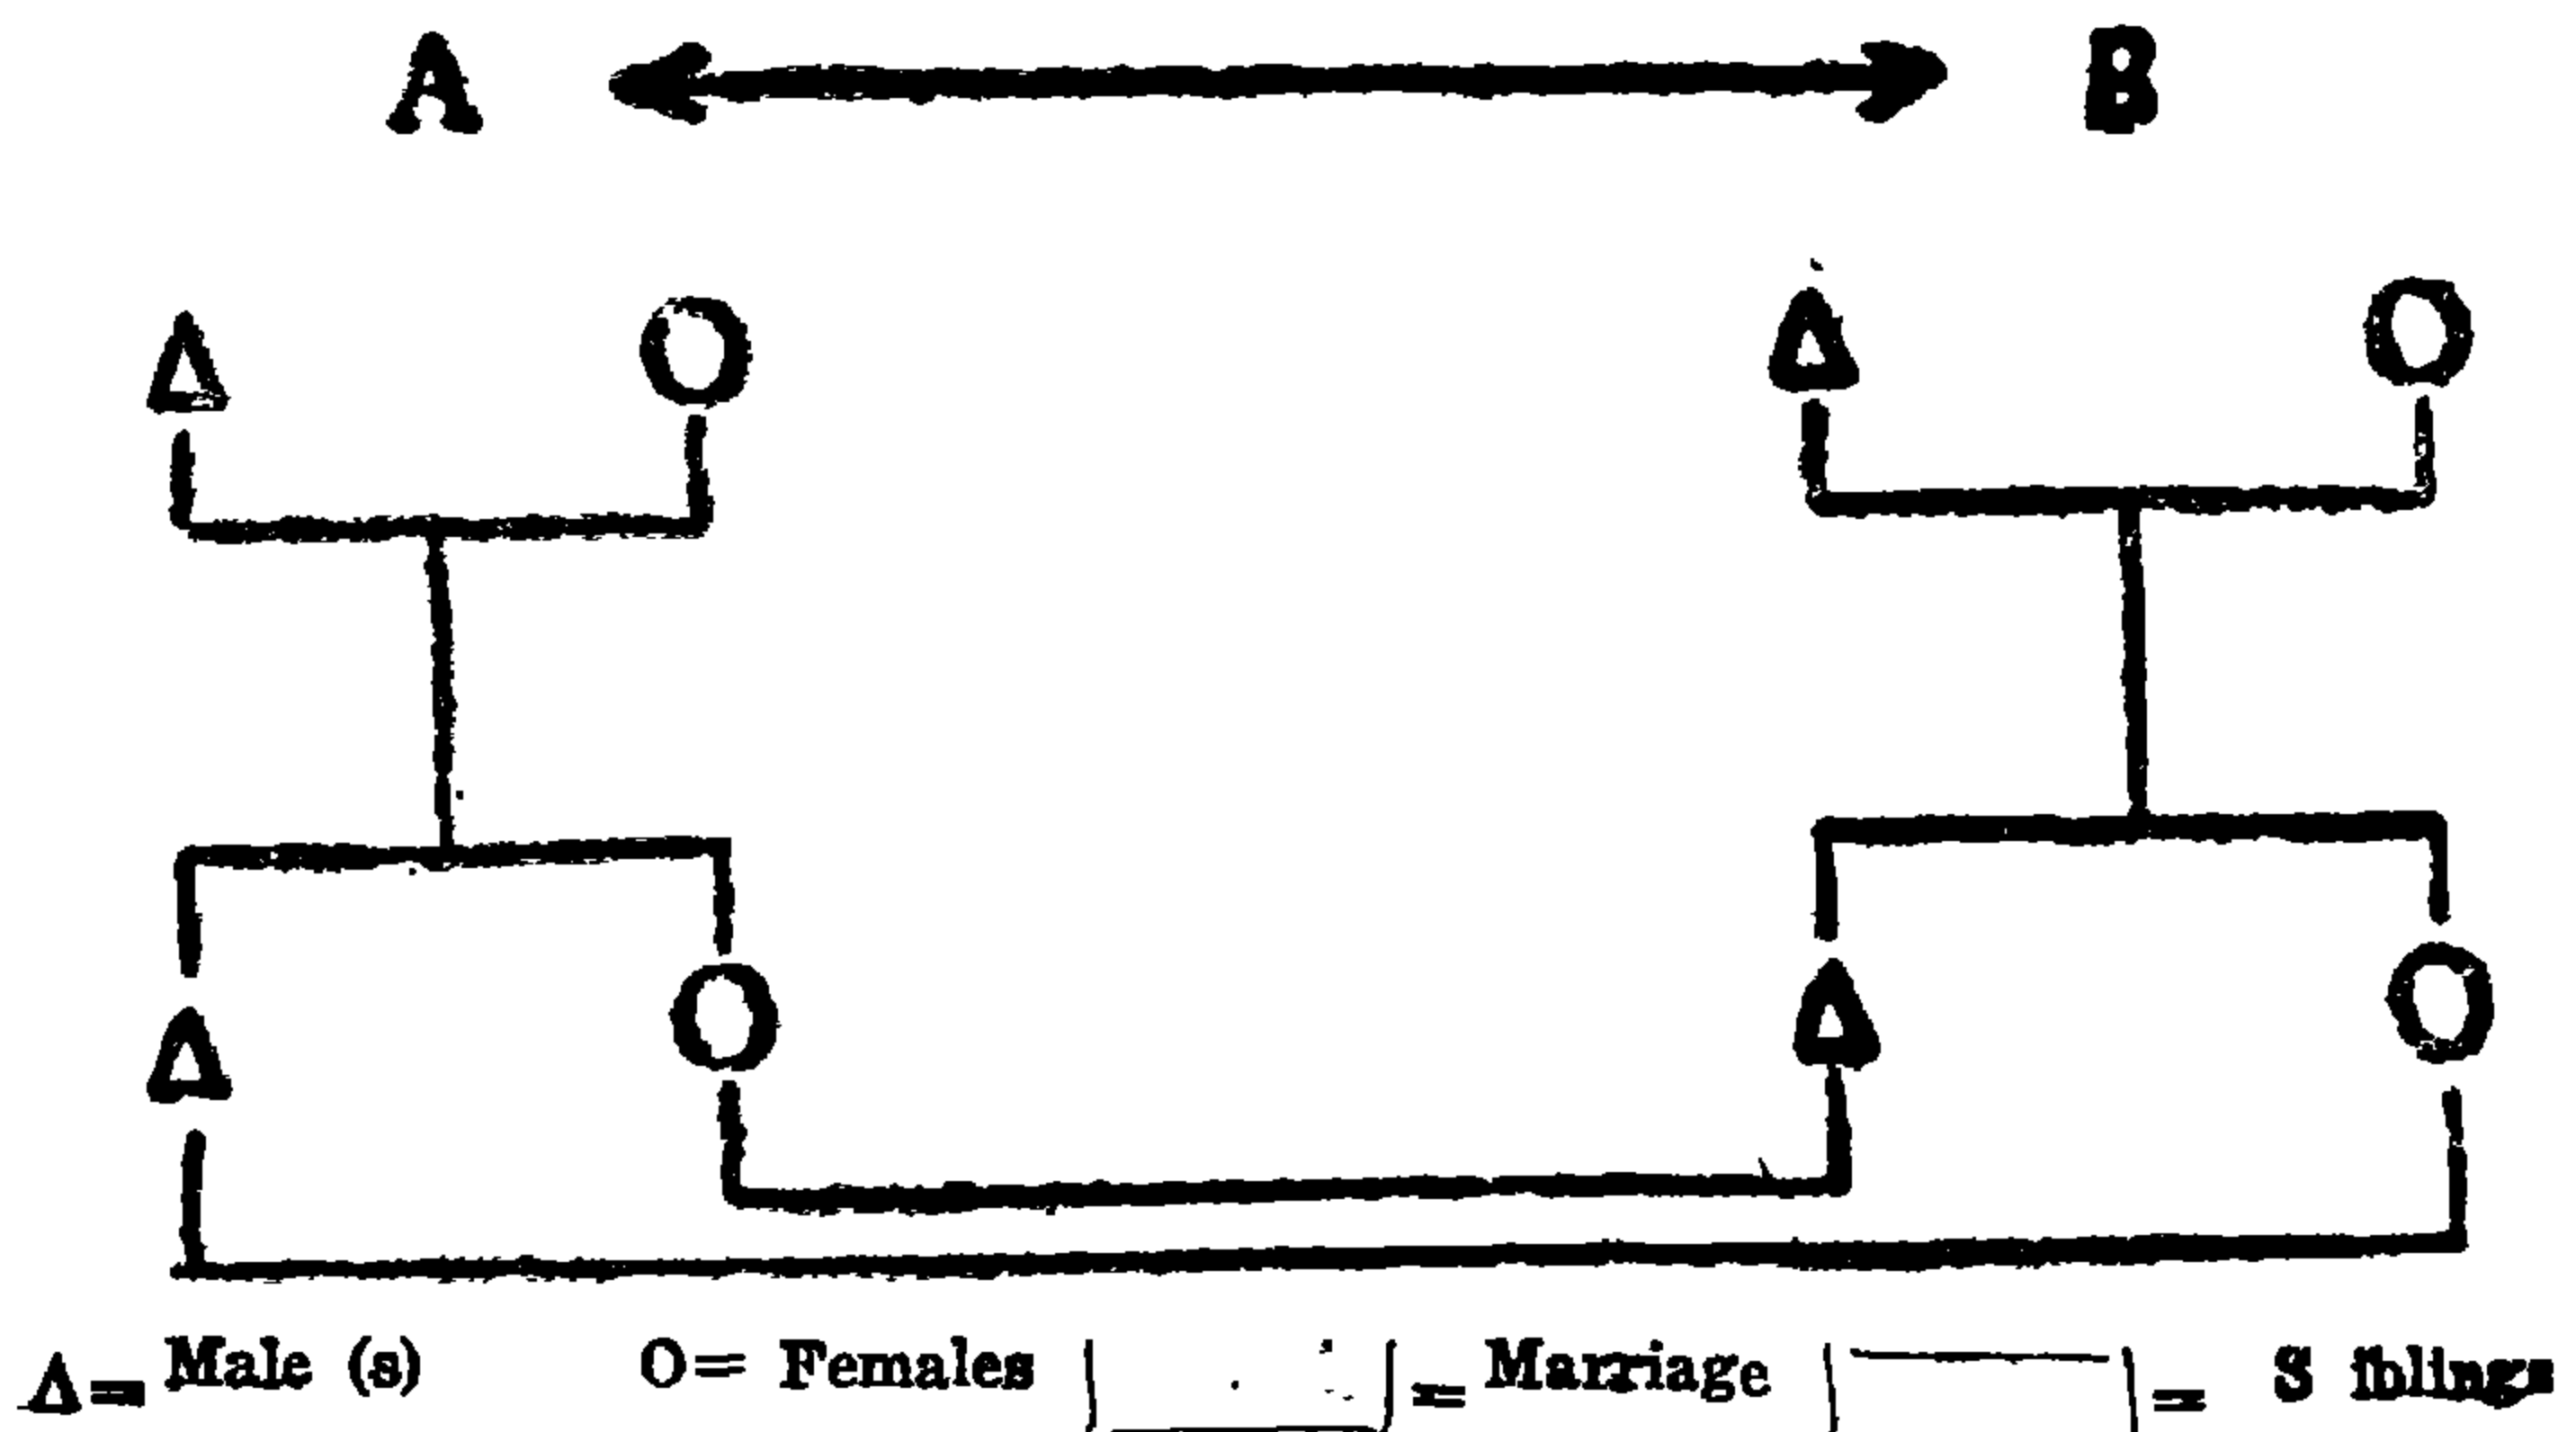 A B
Δ O Δ O
Δ O Δ O
Δ= Male (s) O= Females = Marriage = S iblings